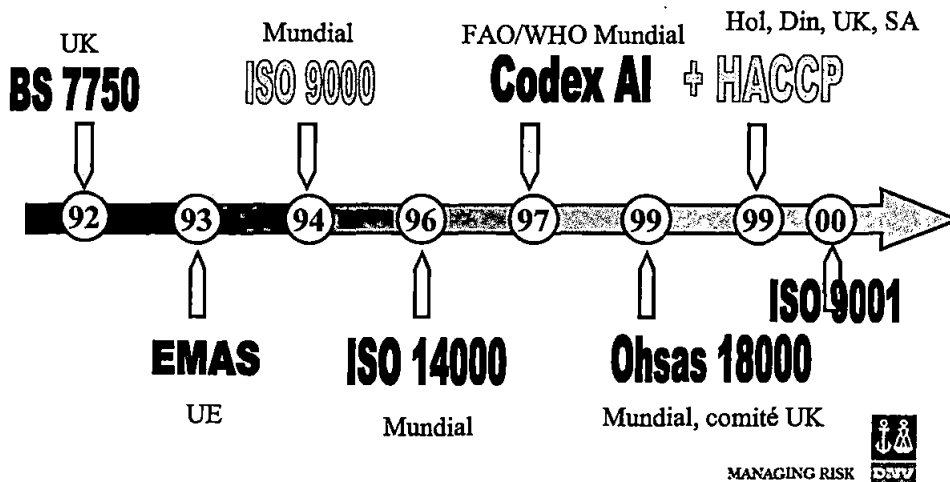 UK
BS 7750
Mundial
ISO 9000
FAO/WHO Mundial
Codex Al
Hol, Din, UK, SA
+ HACCP
92
93
94
96
97
99
99
00
EMAS
UE
ISO 14000
Mundial
Ohsas 18000
Mundial, comité UK
ISO 9001
MANAGING RISK
DNV